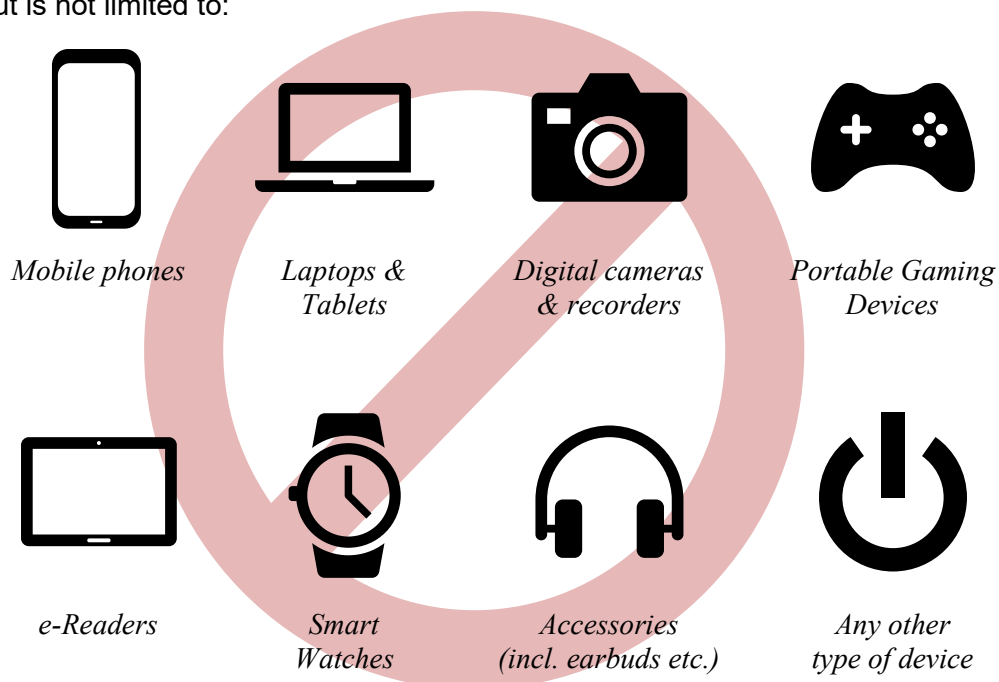 ut is not limited to:
Mobile phones
Laptops &
Tablets
Digital cameras
& recorders
Portable Gaming
Devices
e-Readers
Smart
Watches
Accessories
(incl. earbuds etc.)
Any other
type of device